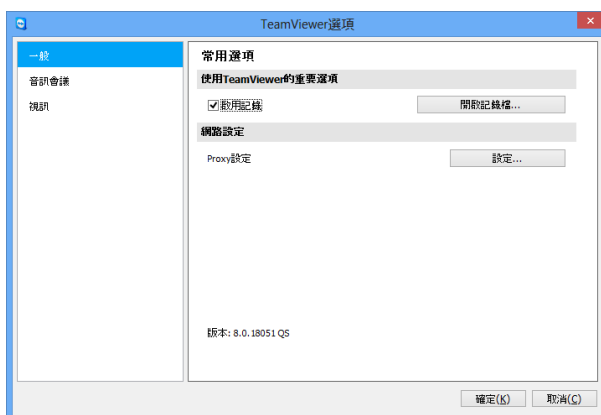 TeamViewer選項
一般
音訊會議
視訊
常用選項
使用TeamViewer的重要選項
啟用記錄
開啟記錄檔...
網路設定
Proxy設定
設定...
版本: 8.0.18051 QS
確定(K)
取消(C)